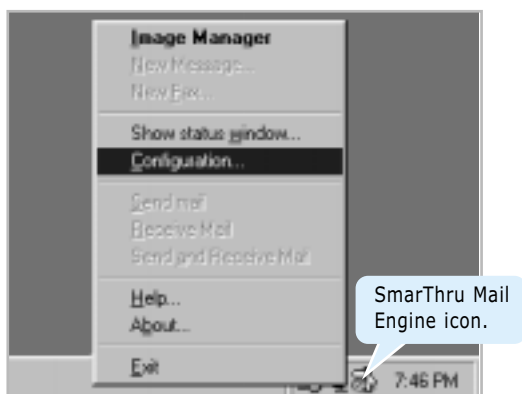 Image Manager
New Message...
New Fax...
Show status window...
Configuration...
Send mail
Receive Mail
Send and Receive Mail
Help...
About...
Exit
SmarThru Mail
Engine icon.
7:46 PM